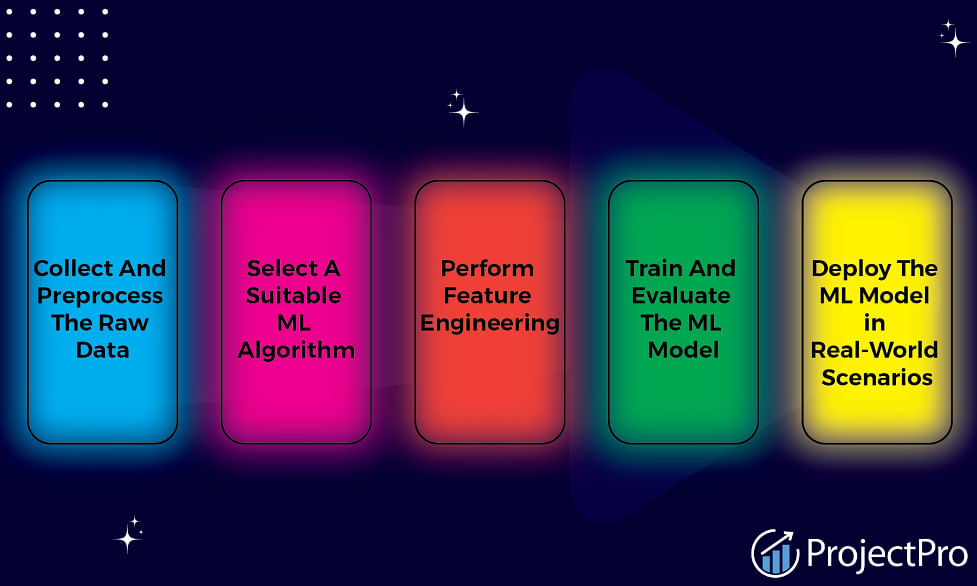 Collect And
Preprocess
The Raw
Data
Select A
Suitable
ML
Algorithm
Perform
Feature
Engineering
Train And
Evaluate
The ML
Model
Deploy The
ML Model
in
Real-World
Scenarios
ProjectPro